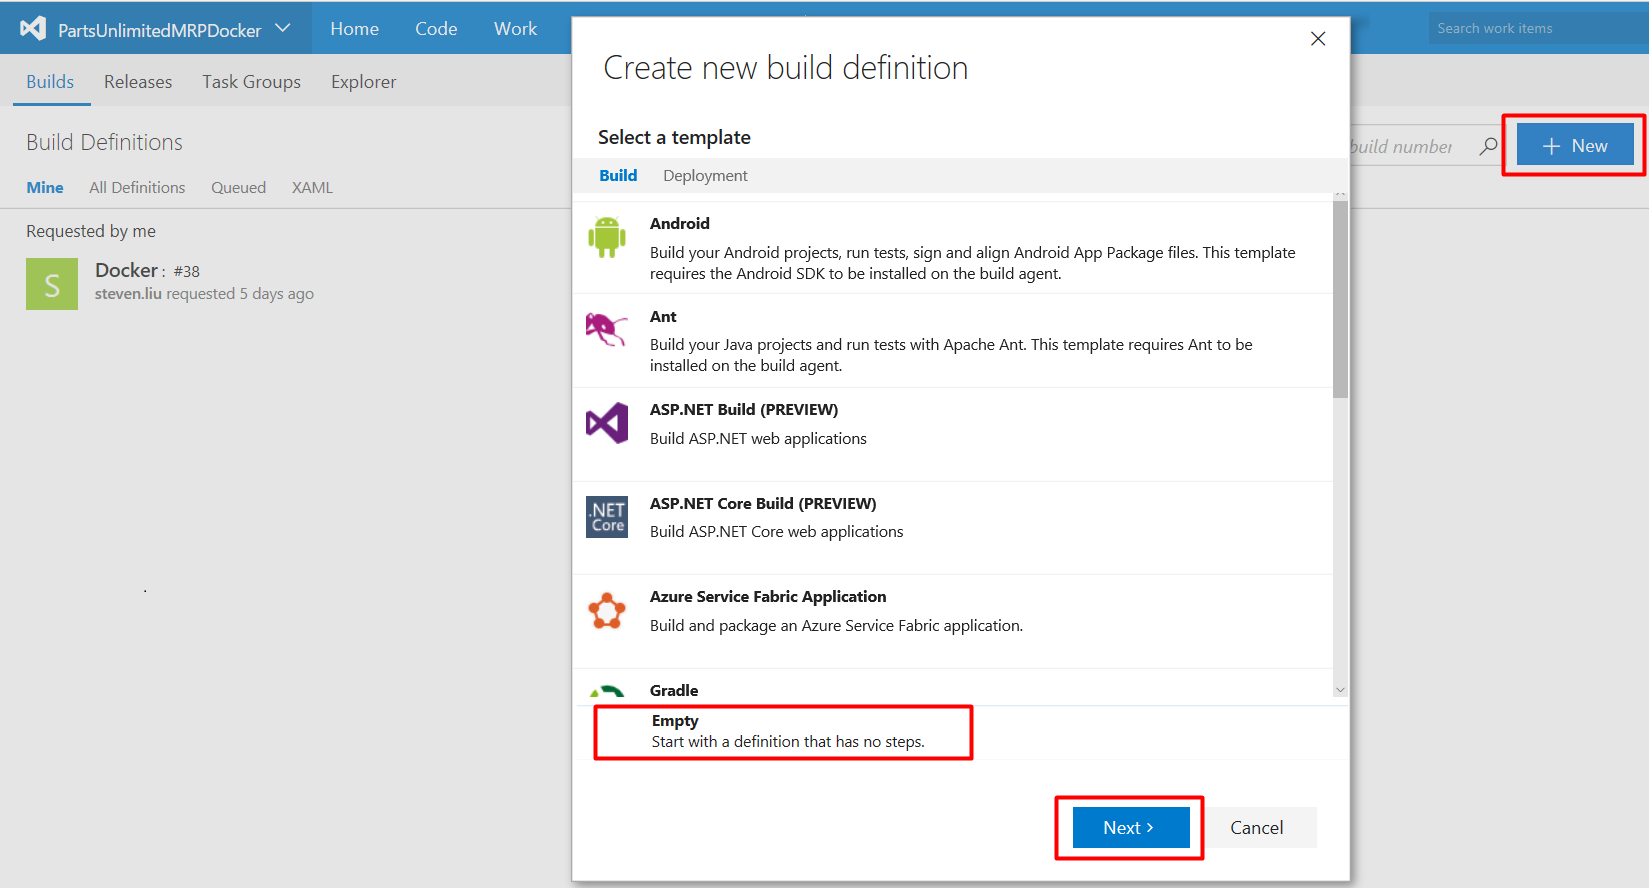 PartsUnlimitedMRPDocker
Home
Code
Work
Search work items
Builds
Releases
Task Groups
Explorer
Build Definitions
build number
+ New
Mine
All Definitions
Queued
XAML
Requested by me
S
Docker : #38
steven.liu requested 5 days ago
Create new build definition
Select a template
Build
Deployment
Android
Build your Android projects, run tests, sign and align Android App Package files. This template
requires the Android SDK to be installed on the build agent.
Ant
Build your Java projects and run tests with Apache Ant. This template requires Ant to be
installed on the build agent.
ASP.NET Build (PREVIEW)
Build ASP.NET web applications
.NET
Core
ASP.NET Core Build (PREVIEW)
Build ASP.NET Core web applications
Azure Service Fabric Application
Build and package an Azure Service Fabric application.
Gradle
Empty
Start with a definition that has no steps.
Next >
Cancel